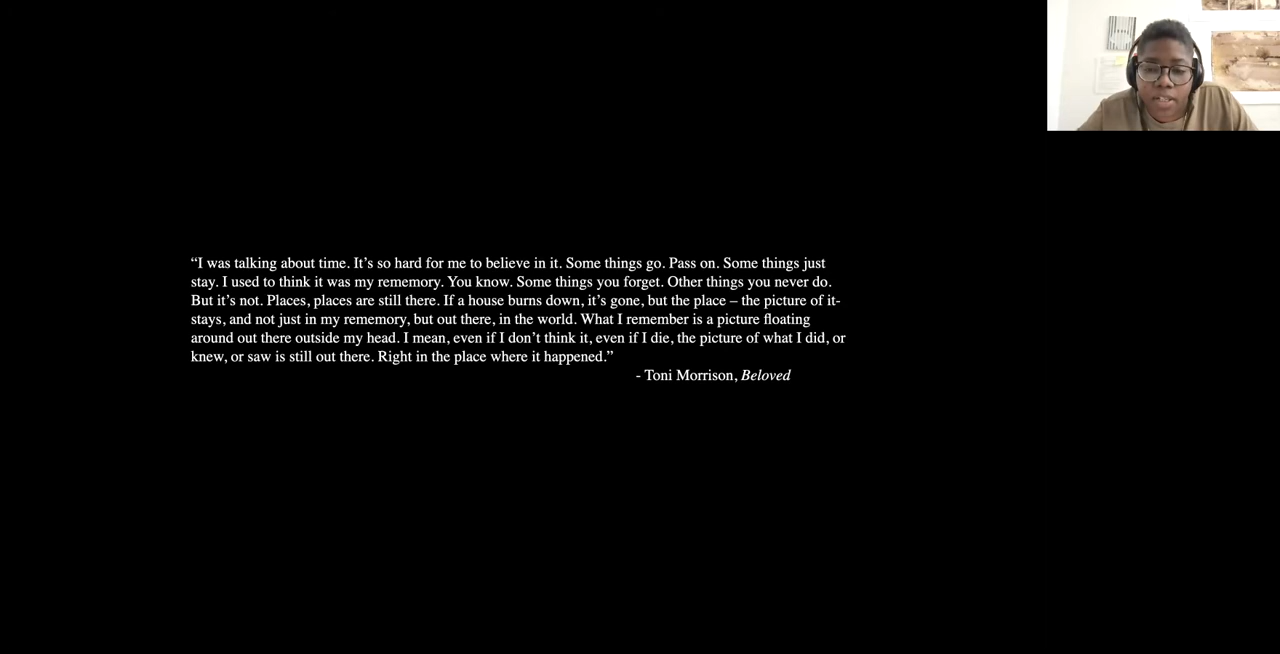 “I was talking about time. It’s so hard for me to believe in it. Some things go. Pass on. Some things just
stay. I used to think it was my rememory. You know. Some things you forget. Other things you never do.
But it’s not. Places, places are still there. If a house burns down, it’s gone, but the place – the picture of it-
stays, and not just in my rememory, but out there, in the world. What I remember is a picture floating
around out there outside my head. I mean, even if I don’t think it, even if I die, the picture of what I did, or
knew, or saw is still out there. Right in the place where it happened.”
- Toni Morrison, Beloved